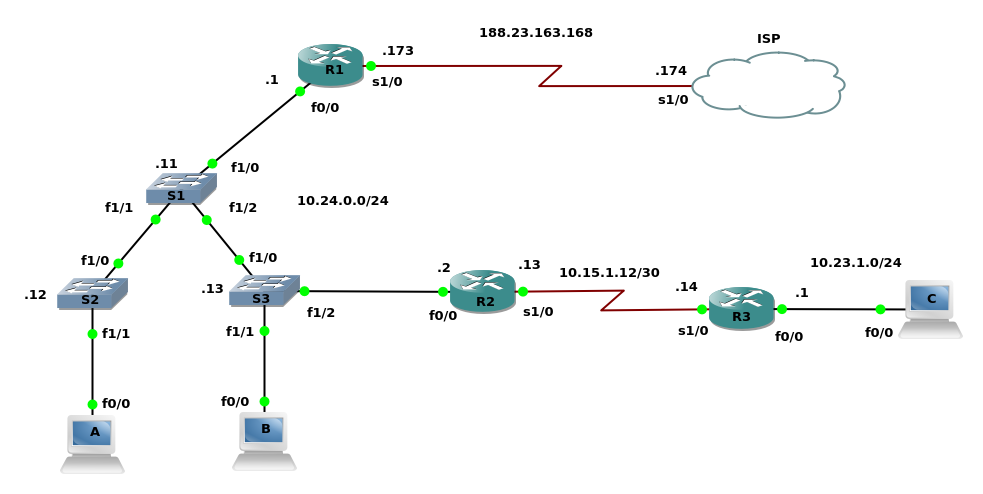 188.23.163.168
ISP
.173
R1
.174
s1/0
s1/0
.1
f0/0
.11
f1/0
S1
10.24.0.0/24
f1/1
f1/2
f1/0
f1/0
.2
.13
10.15.1.12/30
10.23.1.0/24
.12
S2
.13
S3
R2
.14
.1
C
f1/2
f0/0
s1/0
R3
f1/1
f1/1
s1/0
f0/0
f0/0
f0/0
f0/0
A
B